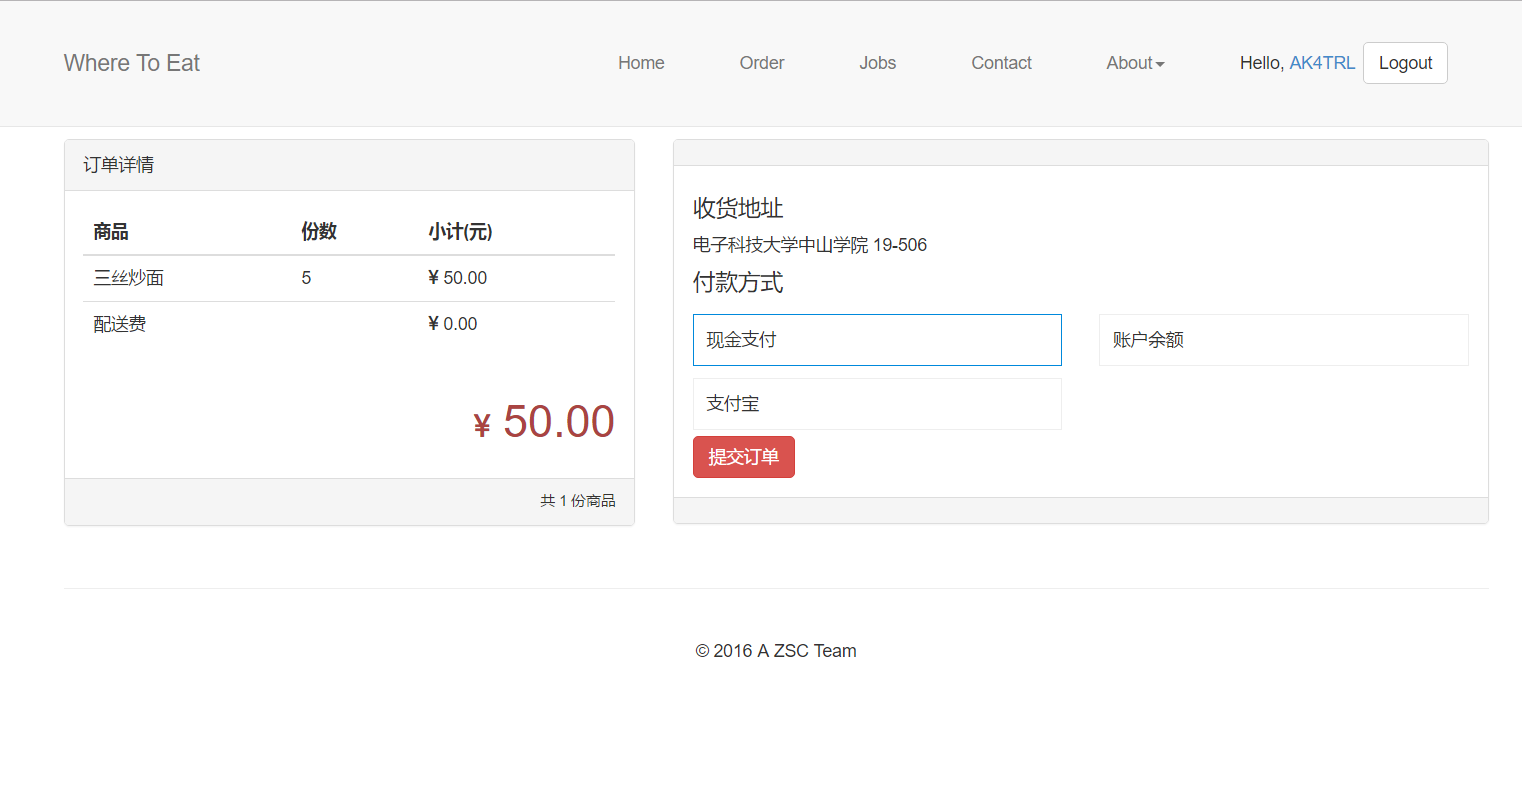 Where To Eat Home Order Jobs Contact About Hello, AK4TRL Logout
订单详情
商品 份数 小计(元)
三丝炒面 5 ¥ 50.00
配送费 ¥ 0.00
¥ 50.00
共 1 份商品
收货地址
电子科技大学中山学院 19-506
付款方式
现金支付 账户余额
支付宝
提交订单
© 2016 A ZSC Team